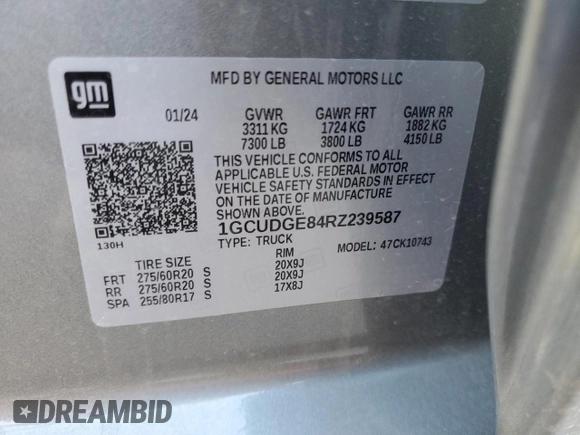 gm
MFD BY GENERAL MOTORS LLC
01/24 GVWR GAWR FRT GAWR RR
3311 KG 1724 KG 1882 KG
7300 LB 3800 LB 4150 LB
THIS VEHICLE CONFORMS TO ALL
APPLICABLE U.S. FEDERAL MOTOR
VEHICLE SAFETY STANDARDS IN EFFECT
ON THE DATE OF MANUFACTURE
SHOWN ABOVE.
1GCUDGE84RZ239587
130H TYPE: TRUCK MODEL: 47CK10743
TIRE SIZE RIM
FRT 275/60R20 S 20X9J
RR 275/60R20 S 20X9J
SPA 255/80R17 S 17X8J
DREAMBID